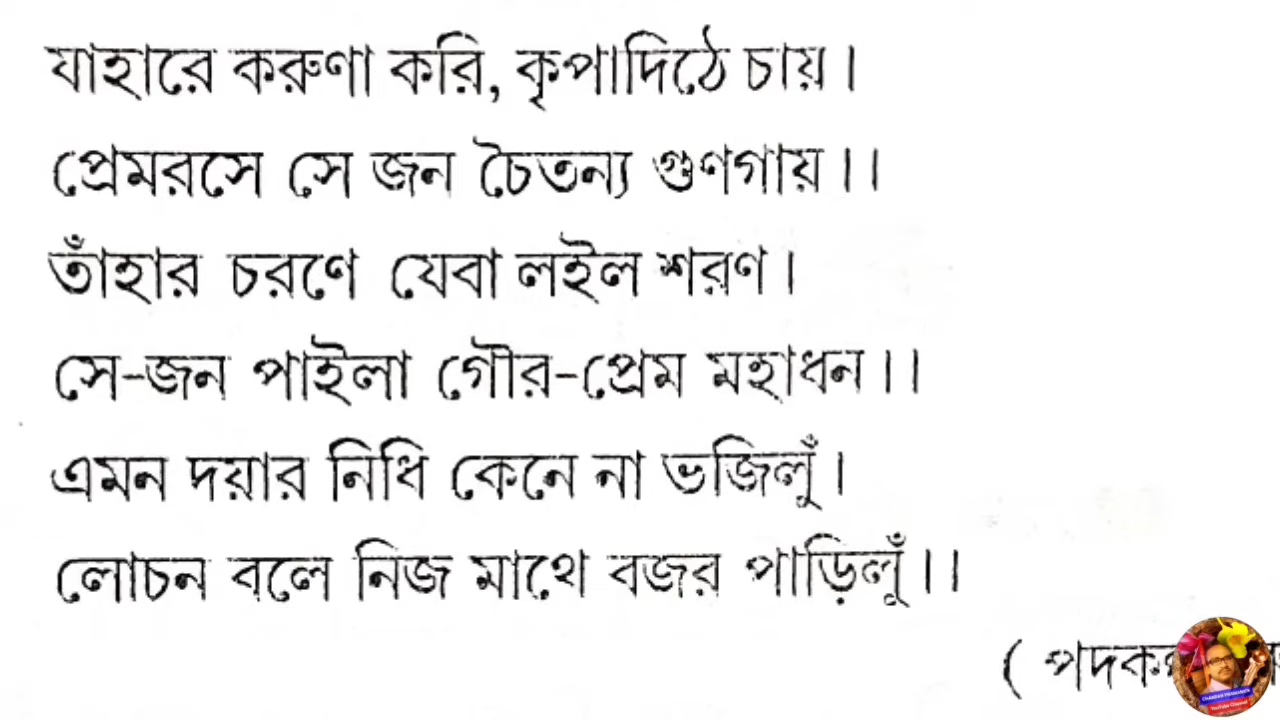 যাহারে করুণা করি, কৃপাদিঠে চায়।
প্রেমরসে সে জন চৈতন্য গুণগায়।।
তাঁহার চরণে যেবা লইল শরণ।
সে-জন পাইলা গৌর-প্রেম মহাধন।।
এমন দয়ার নিধি কেনে না ভজিলুঁ।
লোচন বলে নিজ মাথে বজর পাড়িলুঁ।।
(